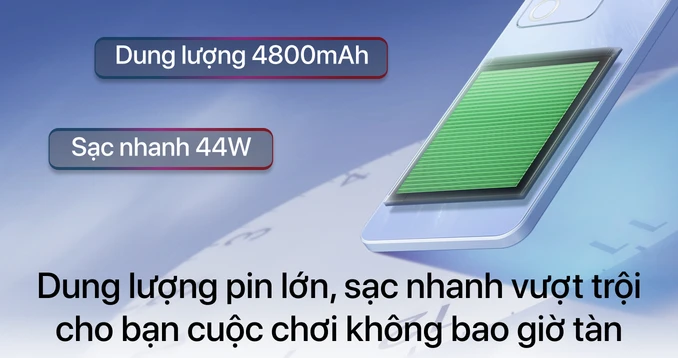 Dung lượng 4800mAh
Sạc nhanh 44W
Dung lượng pin lớn, sạc nhanh vượt trội
cho bạn cuộc chơi không bao giờ tàn